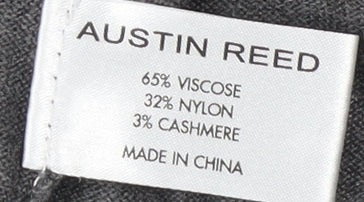 AUSTIN REED
65% VISCOSE
32% NYLON
3% CASHMERE
MADE IN CHINA